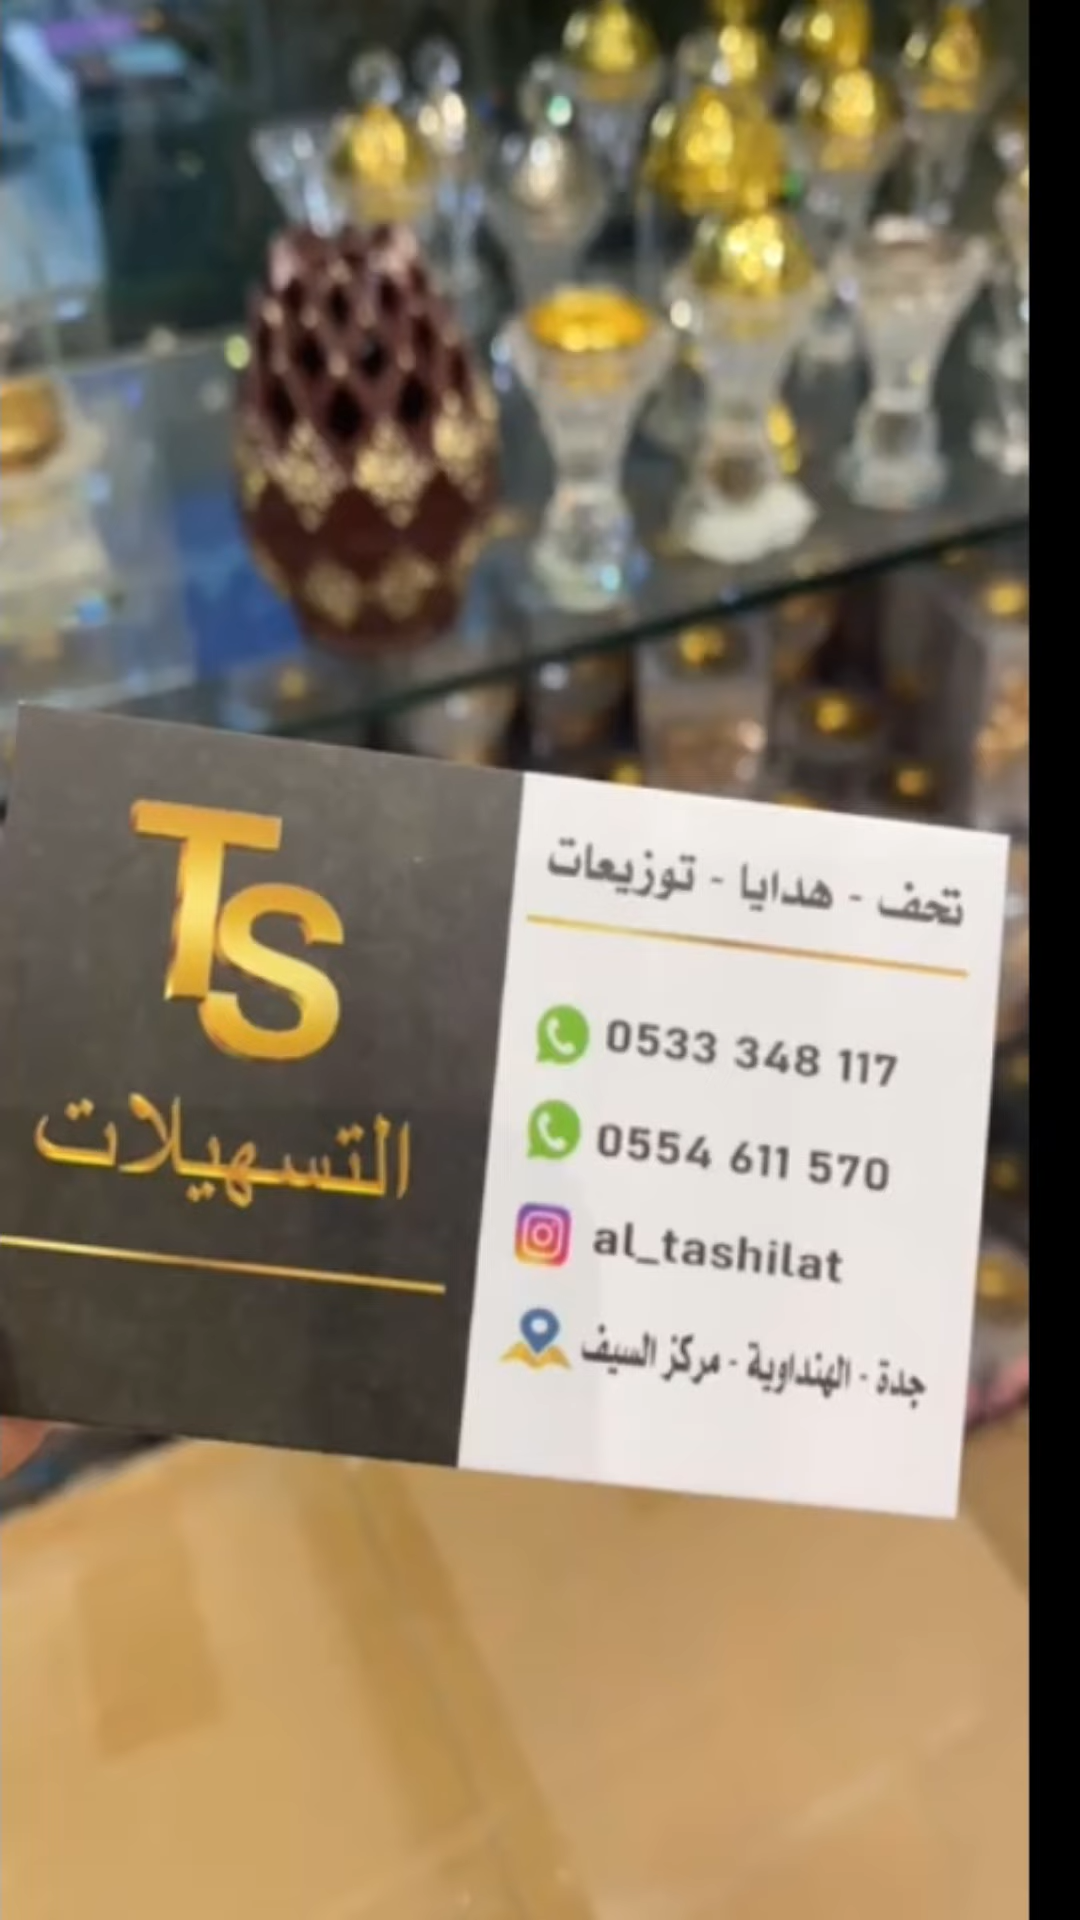 TS
التسهيلات
تحف - هدايا - توزيعات
0533 348 117
0554 611 570
al_tashilat
جدة - الهنداوية - مركز السيف